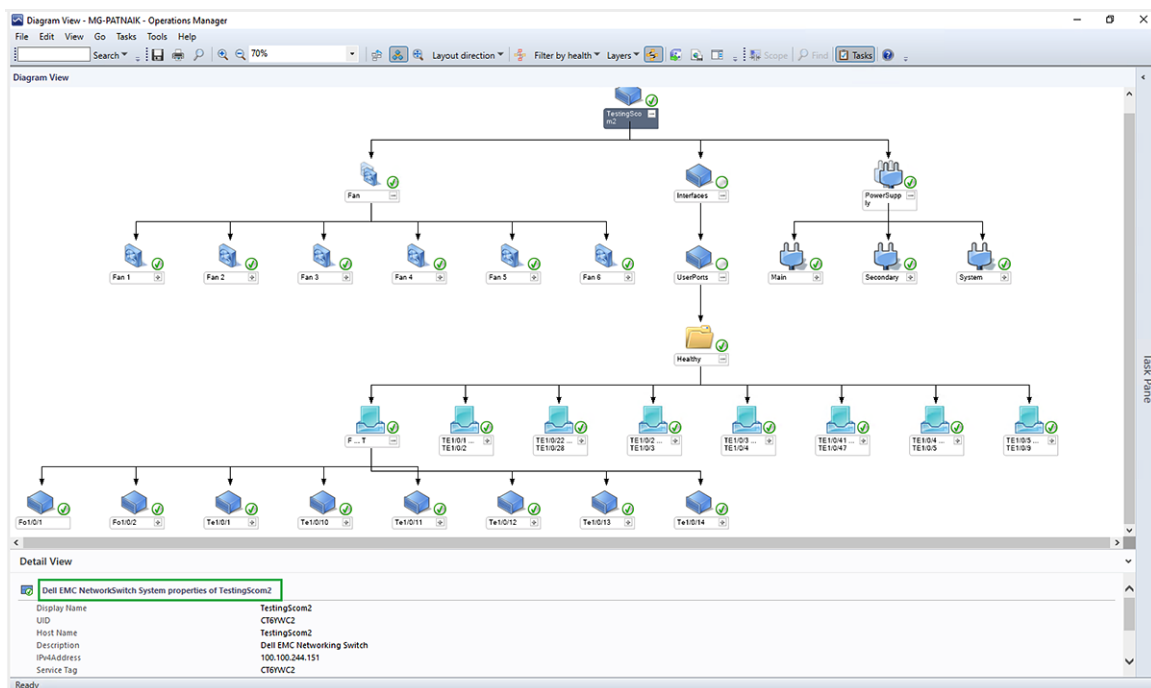 Diagram View - MG-PATNAIK - Operations Manager
File Edit View Go Tasks Tools Help
Search 70% Layout direction Filter by health Layers Scope Find Tasks
Diagram View
TestingSco
m2
Fan Interfaces PowerSupp
ly
Fan 1 Fan 2 Fan 3 Fan 4 Fan 5 Fan 6 UserPorts Main Secondary System
Healthy
F ... T TE1/0/1 ... TE1/0/22 ... TE1/0/2 ... TE1/0/3 ... TE1/0/41 ... TE1/0/4 ... TE1/0/5 ...
TE1/0/2 TE1/0/28 TE1/0/3 TE1/0/4 TE1/0/47 TE1/0/5 TE1/0/9
Fo1/0/1 Fo1/0/2 Te1/0/1 Te1/0/10 Te1/0/11 Te1/0/12 Te1/0/13 Te1/0/14
Task Pane
Detail View
Dell EMC NetworkSwitch System properties of TestingScom2
Display Name TestingScom2
UID CT6YWC2
Host Name TestingScom2
Description Dell EMC Networking Switch
IPv4Address 100.100.244.151
Service Tag CT6YWC2
Ready